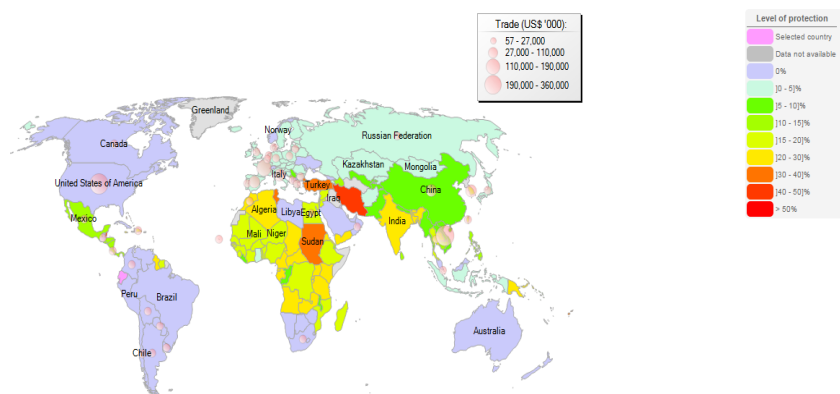 Trade (US$ '000):
57 - 27,000
27,000 - 110,000
110,000 - 190,000
190,000 - 360,000
Level of protection
Selected country
Data not available
0%
]0 - 5]%
]5 - 10]%
]10 - 15]%
]15 - 20]%
]20 - 30]%
]30 - 40]%
]40 - 50]%
> 50%
Greenland
Norway
Canada
Russian Federation
Kazakhstan
Mongolia
Italy
United States of America
Turkey
China
Iraq
Mexico
Algeria
Libya
Egypt
India
Mali
Niger
Sudan
Peru
Brazil
Australia
Chile